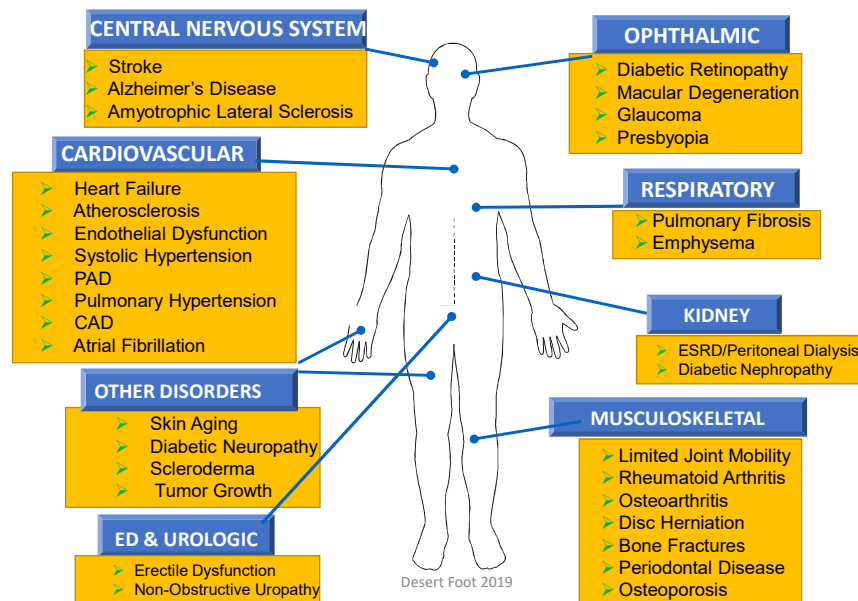 CENTRAL NERVOUS SYSTEM
Stroke
Alzheimer's Disease
Amyotrophic Lateral Sclerosis
OPHTHALMIC
Diabetic Retinopathy
Macular Degeneration
Glaucoma
Presbyopia
CARDIOVASCULAR
Heart Failure
Atherosclerosis
Endothelial Dysfunction
Systolic Hypertension
PAD
Pulmonary Hypertension
CAD
Atrial Fibrillation
RESPIRATORY
Pulmonary Fibrosis
Emphysema
KIDNEY
ESRD/Peritoneal Dialysis
Diabetic Nephropathy
OTHER DISORDERS
Skin Aging
Diabetic Neuropathy
Scleroderma
Tumor Growth
MUSCULOSKELETAL
Limited Joint Mobility
Rheumatoid Arthritis
Osteoarthritis
Disc Herniation
Bone Fractures
Periodontal Disease
Osteoporosis
ED & UROLOGIC
Erectile Dysfunction
Non-Obstructive Uropathy
Desert Foot 2019